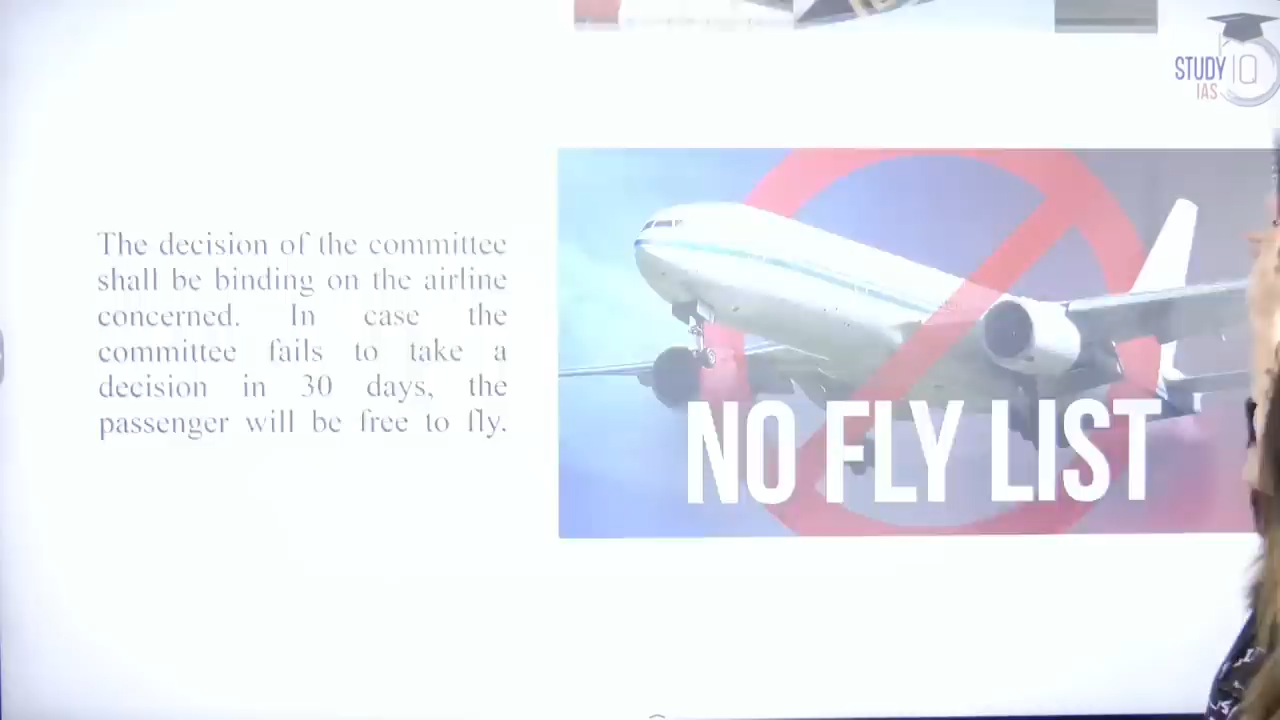 STUDY IQ
IAS
The decision of the committee
shall be binding on the airline
concerned. In case the
committee fails to take a
decision in 30 days, the
passenger will be free to fly.
NO FLY LIST